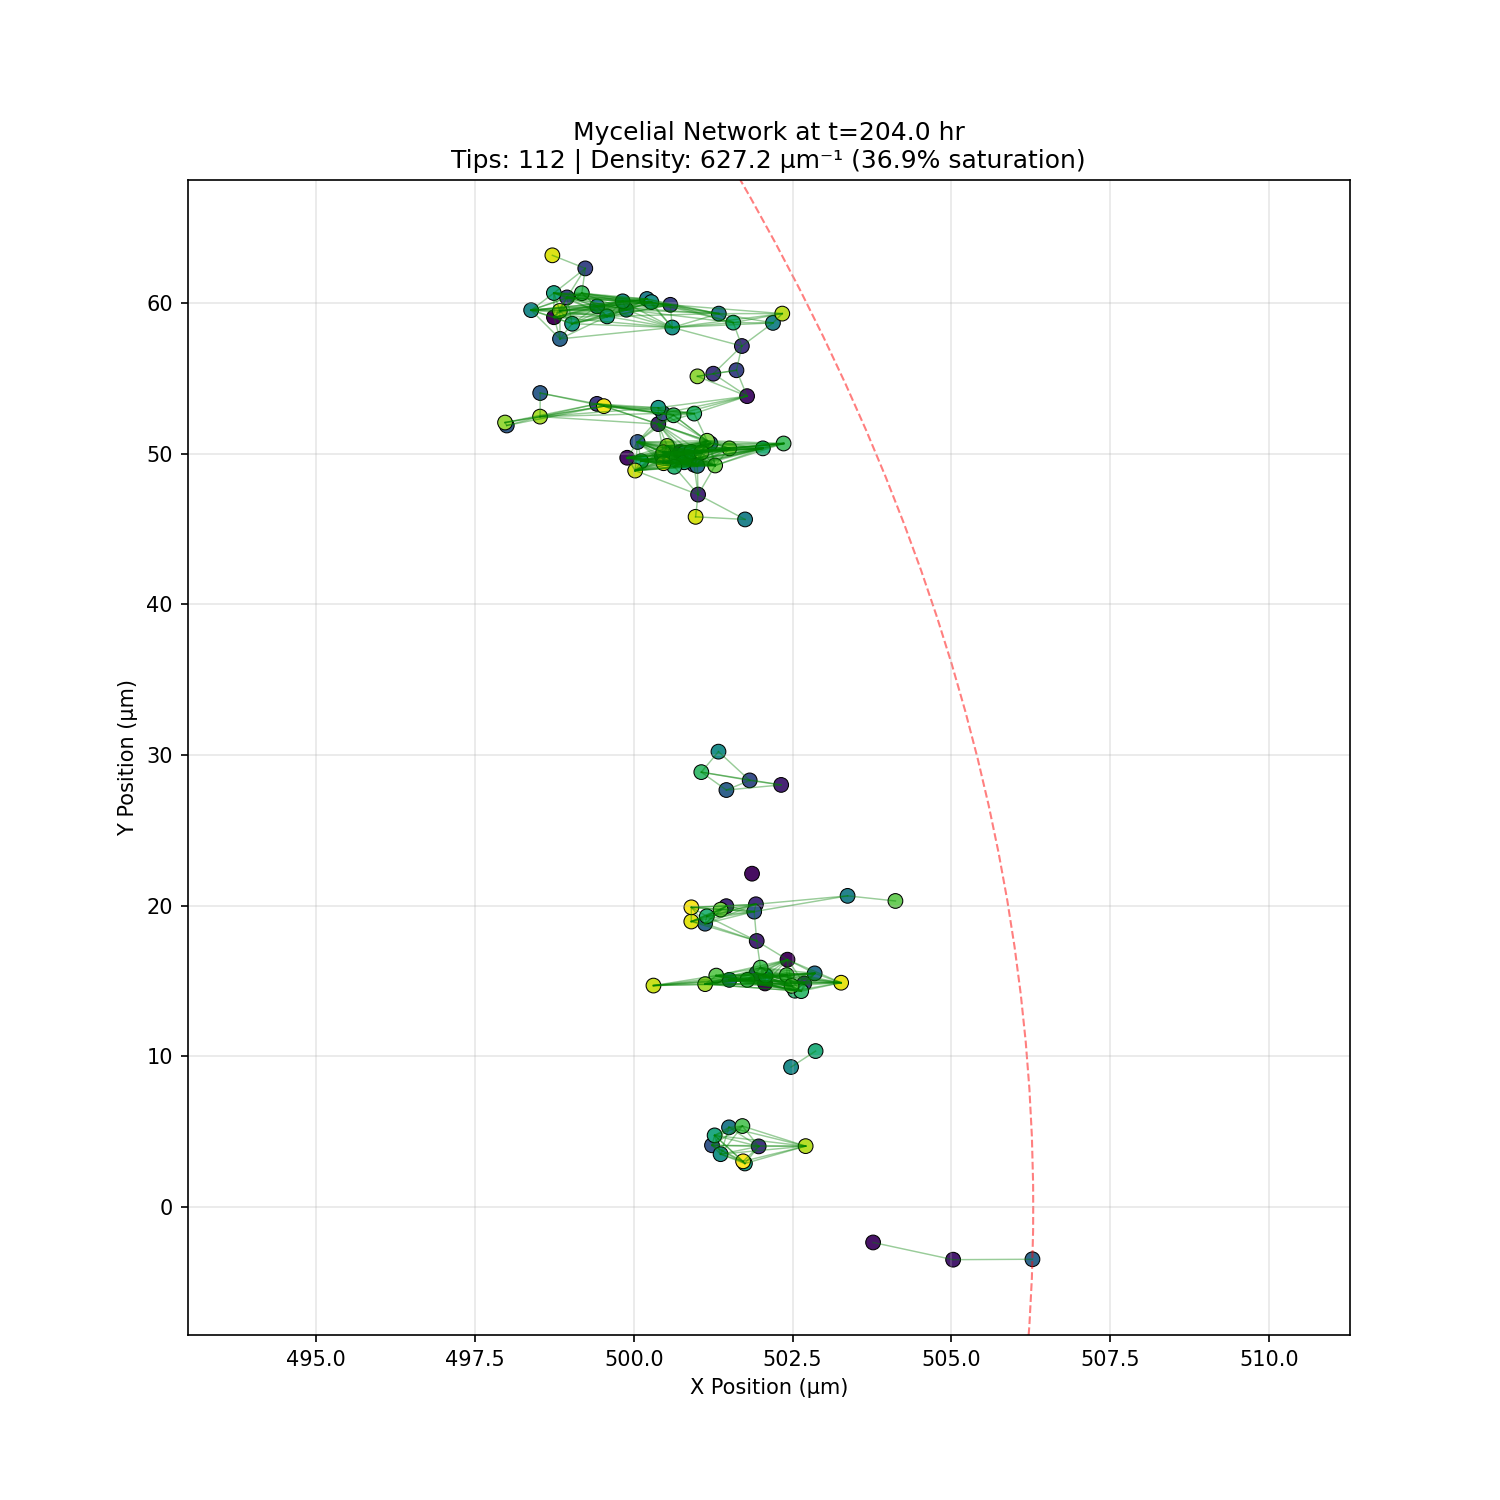 Mycelial Network at t=204.0 hr
Tips: 112 | Density: 627.2 μm⁻¹ (36.9% saturation)
Y Position (μm)
60
50
40
30
20
10
0
495.0 497.5 500.0 502.5 505.0 507.5 510.0
X Position (μm)